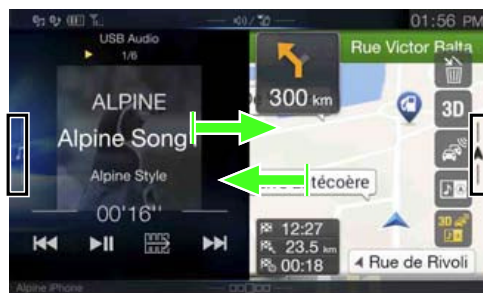 01:56 PM
USB Audio
1/6
ALPINE
Alpine Song
Alpine Style
00'16"
Alpine iPhone
Rue Victor Balta
300 km
3D
técoère
12:27
23.5 km
00:18
3D
Rue de Rivoli